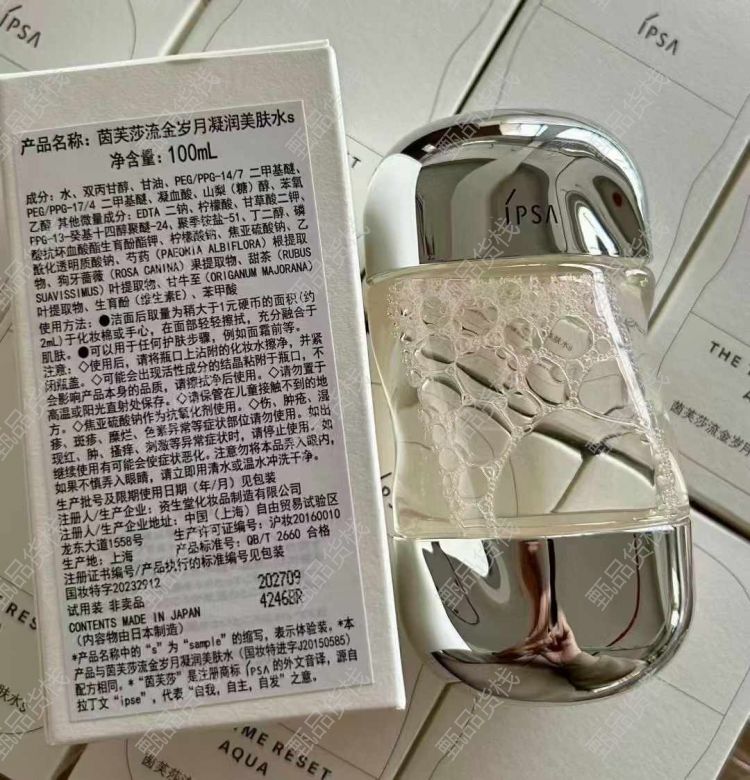 产品名称：茵芙莎流金岁月凝润美肤水s
净含量：100mL
成分：水、双丙甘醇、甘油、PEG/PPG-14/7 二甲基醚、
PEG/PPG-17/4 二甲基醚、凝血酸、山梨（糖）醇、苯氧
乙醇 其他微量成分：EDTA 二钠、柠檬酸、甘草酸二钾、
PPG-13-癸基十四醇聚醚-24、聚季铵盐-51、丁二醇、磷
酸抗坏血酸酯生育酚酯钾、柠檬酸钠、焦亚硫酸钠、乙
酰化透明质酸钠、芍药（PAEONIA ALBIFLORA）根提取
物、狗牙蔷薇（ROSA CANINA）果提取物、甜茶（RUBUS
SUAVISSIMUS）叶提取物、甘牛至（ORIGANUM MAJORANA）
叶提取物、生育酚（维生素E）、苯甲酸
使用方法：●洁面后取量为稍大于1元硬币的面积（约
2mL）于化妆棉或手心，在面部轻轻擦拭，充分融合于
肌肤。●可以用于任何护肤步骤，例如面霜前等。
注意：◇使用后，请将瓶口上沾附的化妆水擦净，并紧
闭瓶盖。◇可能会出现活性成分的结晶粘附于瓶口，不
会影响产品本身的品质，请擦拭净后使用。◇请勿置于
高温或阳光直射处保存。◇请保管在儿童接触不到的地
方。◇焦亚硫酸钠作为抗氧化剂使用。◇伤、肿疮、湿
疹、斑疹、糜烂、色素异常等症状部位请勿使用。如出
现红、肿、搔痒、刺激等异常症状时，请停止使用。如
继续使用有可能会使症状恶化。注意勿将本品弄入眼内，
如果不慎弄入眼睛，请立即用清水或温水冲洗干净。
生产批号及限期使用日期（年/月）见包装
注册人/生产企业：资生堂化妆品制造有限公司
注册人/生产企业地址：中国（上海）自由贸易试验区
龙东大道1558号 生产许可证编号：沪妆20160010
生产地：上海 产品标准号：QB/T 2660 合格
注册证书编号/产品执行的标准编号见包装
国妆特字20232912 202709
试用装 非卖品 4246BR
CONTENTS MADE IN JAPAN
（内容物由日本制造）
*产品名称中的“s”为“sample”的缩写，表示体验装。*本
产品与茵芙莎流金岁月凝润美肤水（国妆特进字J20150585）
配方相同。*“茵芙莎”是注册商标 iPSA 的外文音译，源自
拉丁文“ipse”，代表“自我，自主，自发”之意。
iPSA
iPSA
iPSA
美肤水s
THE
茵芙莎流金岁月
TIME RESET
AQUA
茵芙莎流金岁月凝
ME RESE
水s
甄品货栈